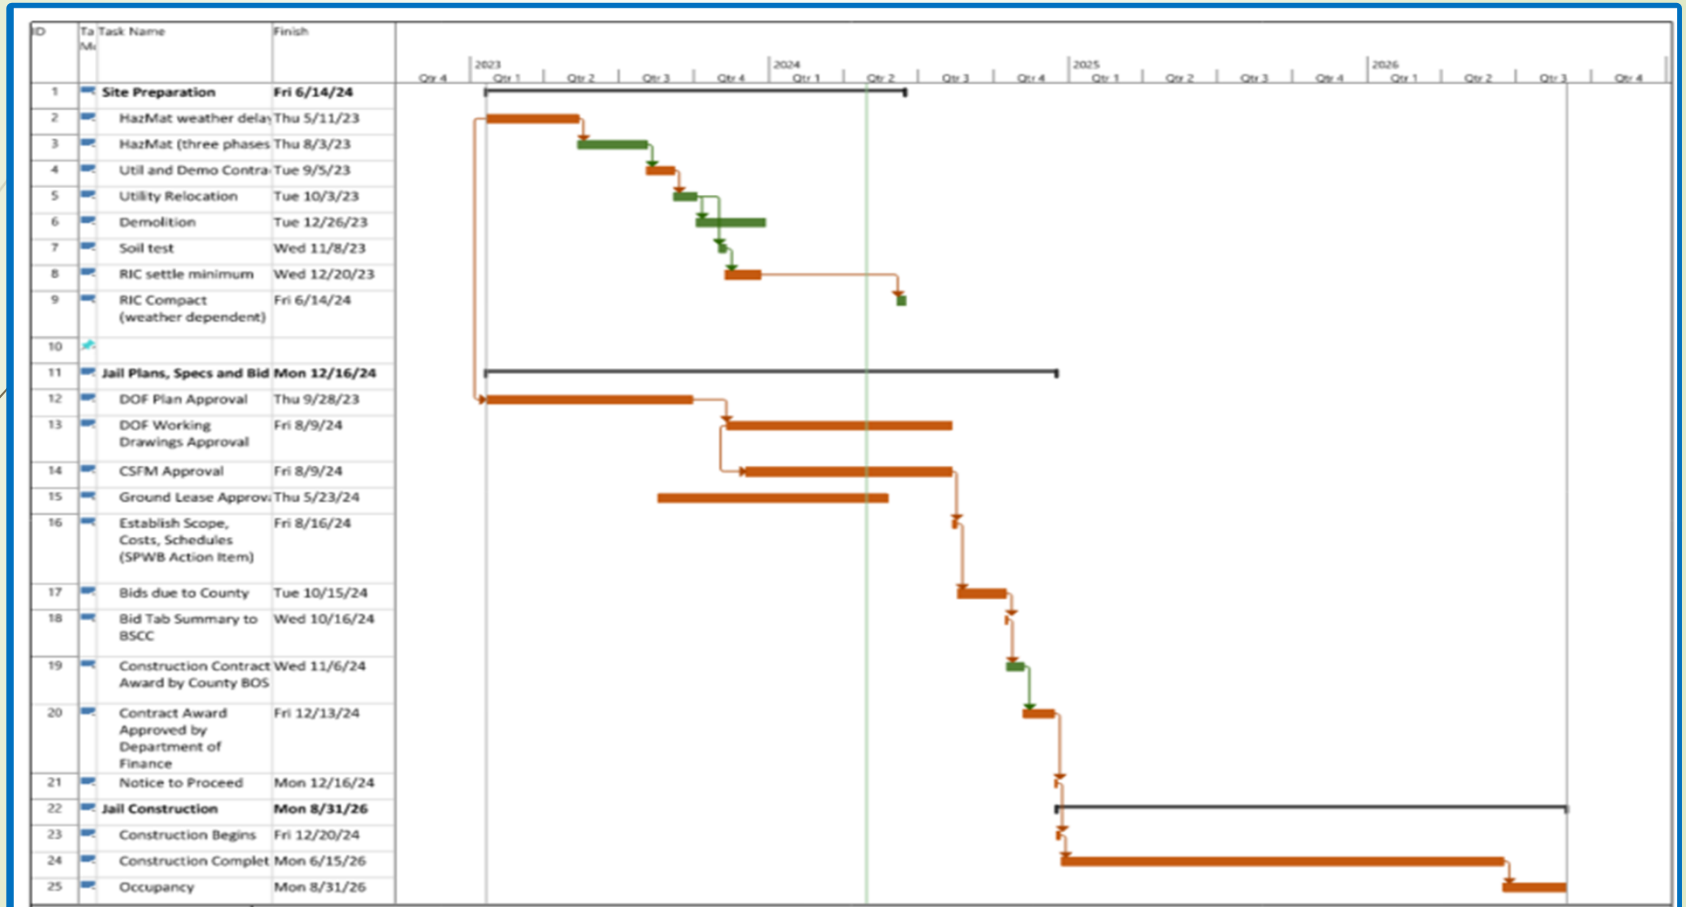 ID Ta Task Name Finish
Mo
2023 2024 2025 2026
Qtr 4 Qtr 1 Qtr 2 Qtr 3 Qtr 4 Qtr 1 Qtr 2 Qtr 3 Qtr 4 Qtr 1 Qtr 2 Qtr 3 Qtr 4 Qtr 1 Qtr 2 Qtr 3 Qtr 4
1 Site Preparation Fri 6/14/24
2 HazMat weather delay Thu 5/11/23
3 HazMat (three phases Thu 8/3/23
4 Util and Demo Contra Tue 9/5/23
5 Utility Relocation Tue 10/3/23
6 Demolition Tue 12/26/23
7 Soil test Wed 11/8/23
8 RIC settle minimum Wed 12/20/23
9 RIC Compact Fri 6/14/24
(weather dependent)
10
11 Jail Plans, Specs and Bid Mon 12/16/24
12 DOF Plan Approval Thu 9/28/23
13 DOF Working Fri 8/9/24
Drawings Approval
14 CSFM Approval Fri 8/9/24
15 Ground Lease Approva Thu 5/23/24
16 Establish Scope, Fri 8/16/24
Costs, Schedules
(SPWB Action Item)
17 Bids due to County Tue 10/15/24
18 Bid Tab Summary to Wed 10/16/24
BSCC
19 Construction Contract Wed 11/6/24
Award by County BOS
20 Contract Award Fri 12/13/24
Approved by
Department of
Finance
21 Notice to Proceed Mon 12/16/24
22 Jail Construction Mon 8/31/26
23 Construction Begins Fri 12/20/24
24 Construction Complet Mon 6/15/26
25 Occupancy Mon 8/31/26